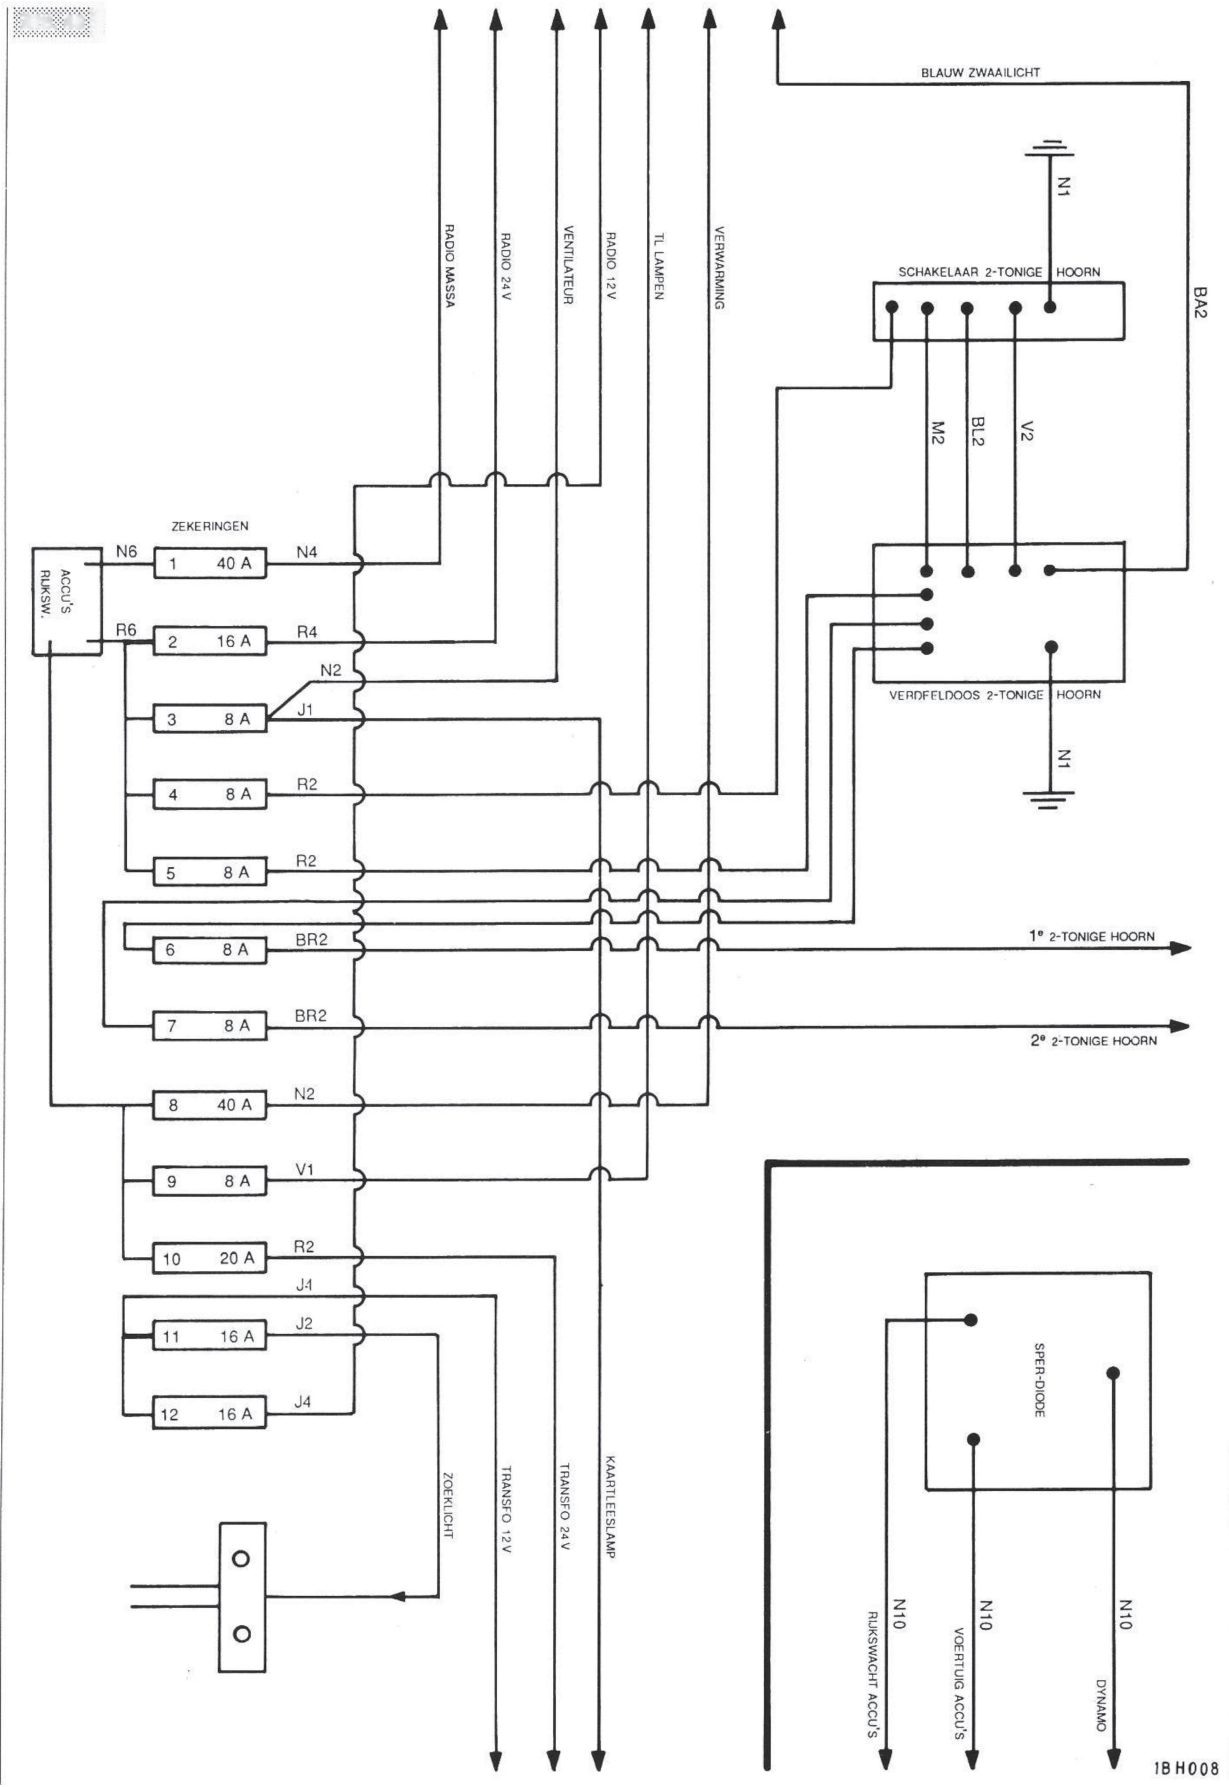 BLAUW ZWAAILICHT
N1
SCHAKELAAR 2-TONIGE HOORN
BA2
RADIO MASSA
RADIO 24V
VENTILATEUR
RADIO 12V
TL LAMPEN
VERWARMING
M2
BL2
V2
ZEKERINGEN
ACCU'S
RIJKSW.
N6
1 40 A
N4
R6
2 16 A
R4
N2
3 8 A
J1
VERDFELDOOS 2-TONIGE HOORN
N1
4 8 A
R2
5 8 A
R2
6 8 A
BR2
1e 2-TONIGE HOORN
7 8 A
BR2
2e 2-TONIGE HOORN
8 40 A
N2
9 8 A
V1
10 20 A
R2
J4
11 16 A
J2
12 16 A
J4
ZOEKLICHT
TRANSFO 12V
TRANSFO 24V
KAARTLEESLAMP
SPER-DIODE
N10
RIJKSWACHT ACCU'S
N10
VOERTUIG ACCU'S
N10
DYNAMO
1BH008